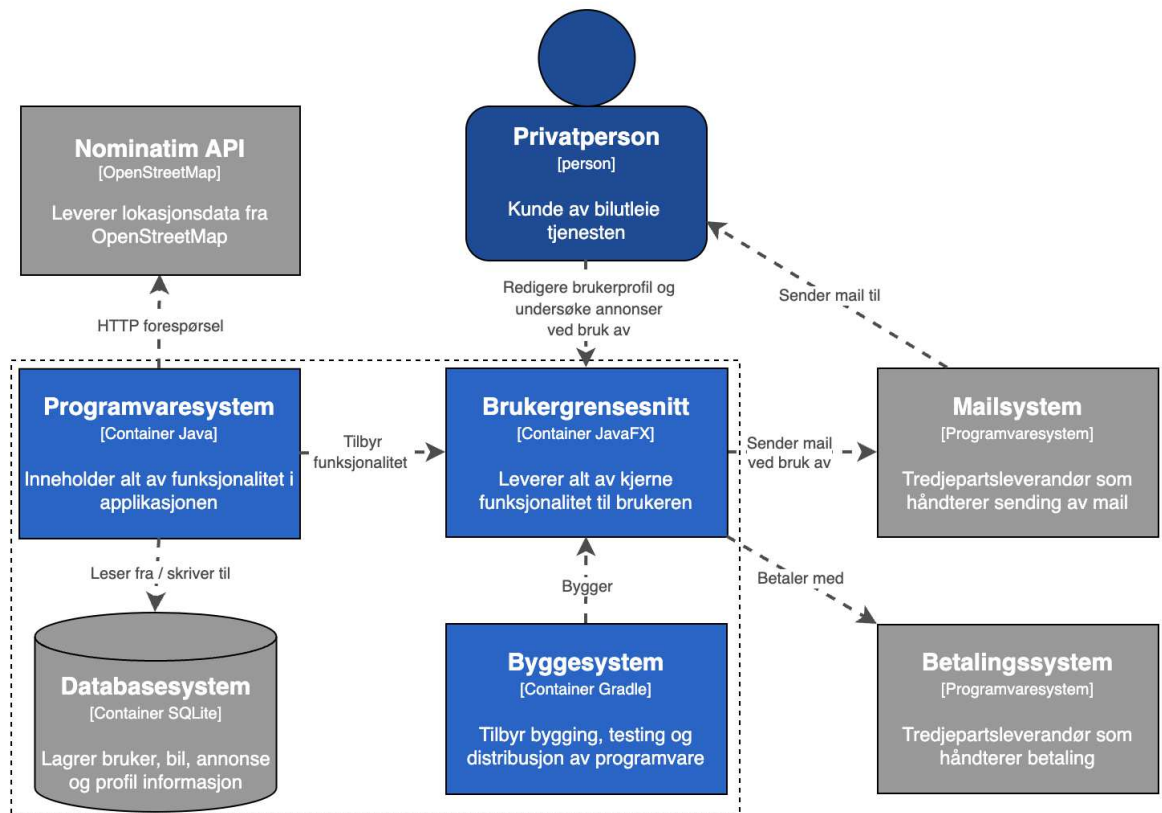 Privatperson
[person]
Kunde av bilutleie
tjenesten
Nominatim API
[OpenStreetMap]
Leverer lokasjonsdata fra
OpenStreetMap
Redigere brukerprofil og
undersøke annonser
ved bruk av
Sender mail til
HTTP forespørsel
Programvaresystem
[Container Java]
Inneholder alt av funksjonalitet i
applikasjonen
Tilbyr
funksjonalitet
Brukergrensesnitt
[Container JavaFX]
Leverer alt av kjerne
funksjonalitet til brukeren
Sender mail
ved bruk av
Mailsystem
[Programvaresystem]
Tredjepartsleverandør som
håndterer sending av mail
Leser fra / skriver til
Bygger
Betaler med
Databasesystem
[Container SQLite]
Lagrer bruker, bil, annonse
og profil informasjon
Byggesystem
[Container Gradle]
Tilbyr bygging, testing og
distribusjon av programvare
Betalingssystem
[Programvaresystem]
Tredjepartsleverandør som
håndterer betaling